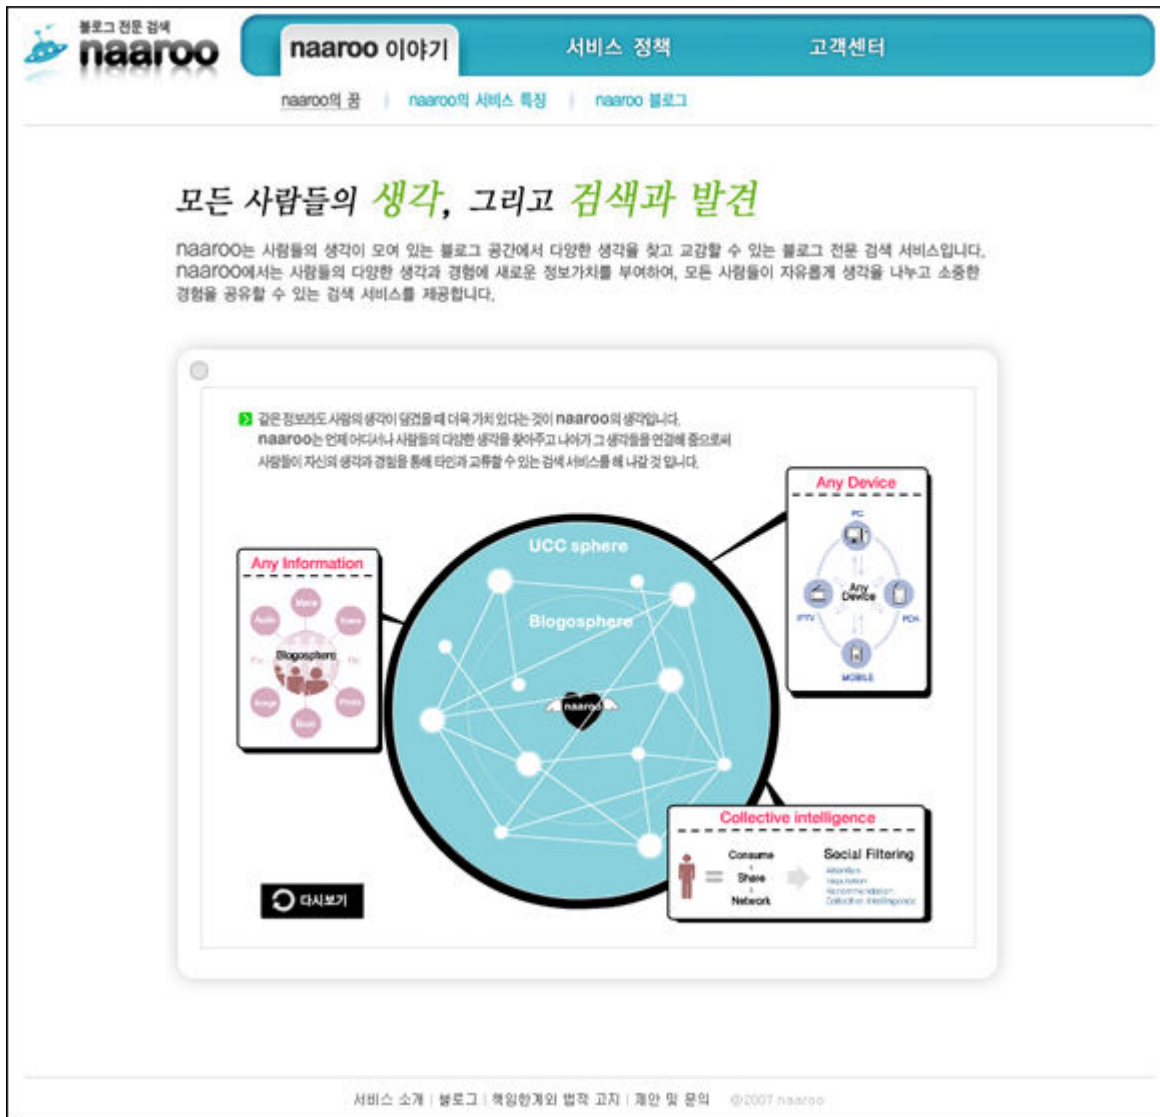 블로그 전문 검색
naaroo
naaroo 이야기
서비스 정책
고객센터
naaroo의 꿈 | naaroo의 서비스 특징 | naaroo 블로그
모든 사람들의 생각, 그리고 검색과 발견
naaroo는 사람들의 생각이 모여 있는 블로그 공간에서 다양한 생각을 찾고 교감할 수 있는 블로그 전문 검색 서비스입니다.
naaroo에서는 사람들의 다양한 생각과 경험에 새로운 정보가치를 부여하여, 모든 사람들이 자유롭게 생각을 나누고 소중한
경험을 공유할 수 있는 검색 서비스를 제공합니다.
같은 정보라도 사람의 생각이 담겼을 때 더욱 가치 있다는 것이 naaroo의 생각입니다.
naaroo는 언제 어디서나 사람들의 다양한 생각을 찾아주고 나아가 그 생각들을 연결해 줌으로써
사람들이 자신의 생각과 경험을 통해 타인과 교류할 수 있는 검색 서비스를 해 나갈 것 입니다.
Any Device
PC
Any
Device
IPTV
PDA
MOBILE
UCC sphere
Blogosphere
naaroo
Any Information
Movie
Audio
Blogosphere
Image
Photo
Book
Collective intelligence
Consume
Share
Network
Social Filtering
Attention
Reputation
Recommendation
Collective Intelligence
다시보기
서비스 소개 | 블로그 | 책임한계와 법적 고지 | 제안 및 문의 @2007 naaroo